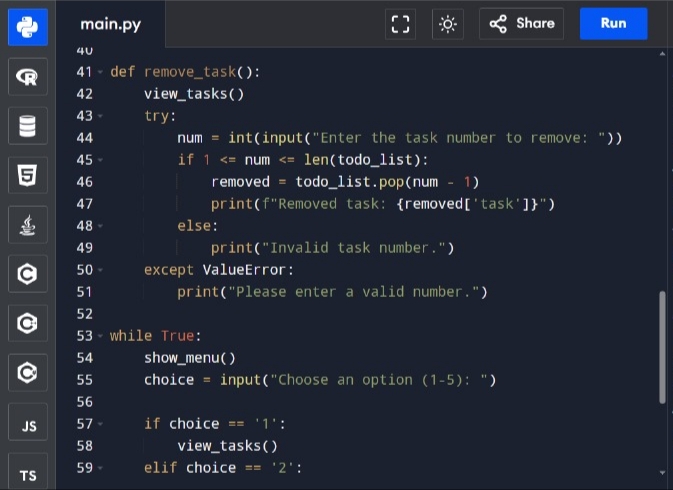 main.py
Share
Run
40
41 def remove_task():
42     view_tasks()
43     try:
44         num = int(input("Enter the task number to remove: "))
45         if 1 <= num <= len(todo_list):
46             removed = todo_list.pop(num - 1)
47             print(f"Removed task: {removed['task']}")
48         else:
49             print("Invalid task number.")
50     except ValueError:
51         print("Please enter a valid number.")
52
53 while True:
54     show_menu()
55     choice = input("Choose an option (1-5): ")
56
57     if choice == '1':
58         view_tasks()
59     elif choice == '2':
R
5
C
C
C
JS
TS